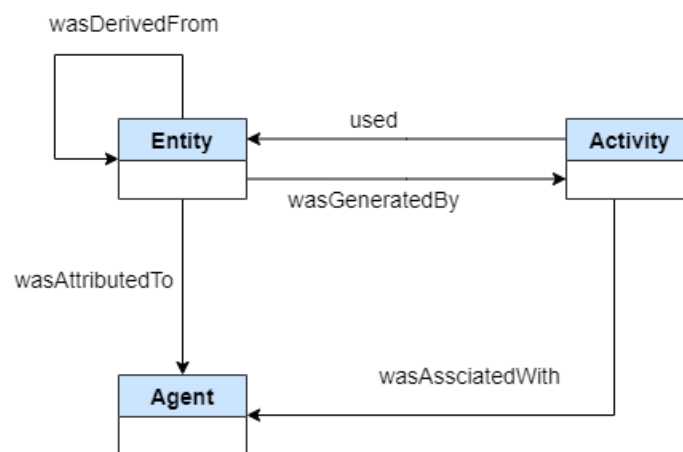 wasDerivedFrom
Entity
used
Activity
wasGeneratedBy
wasAttributedTo
wasAssciatedWith
Agent